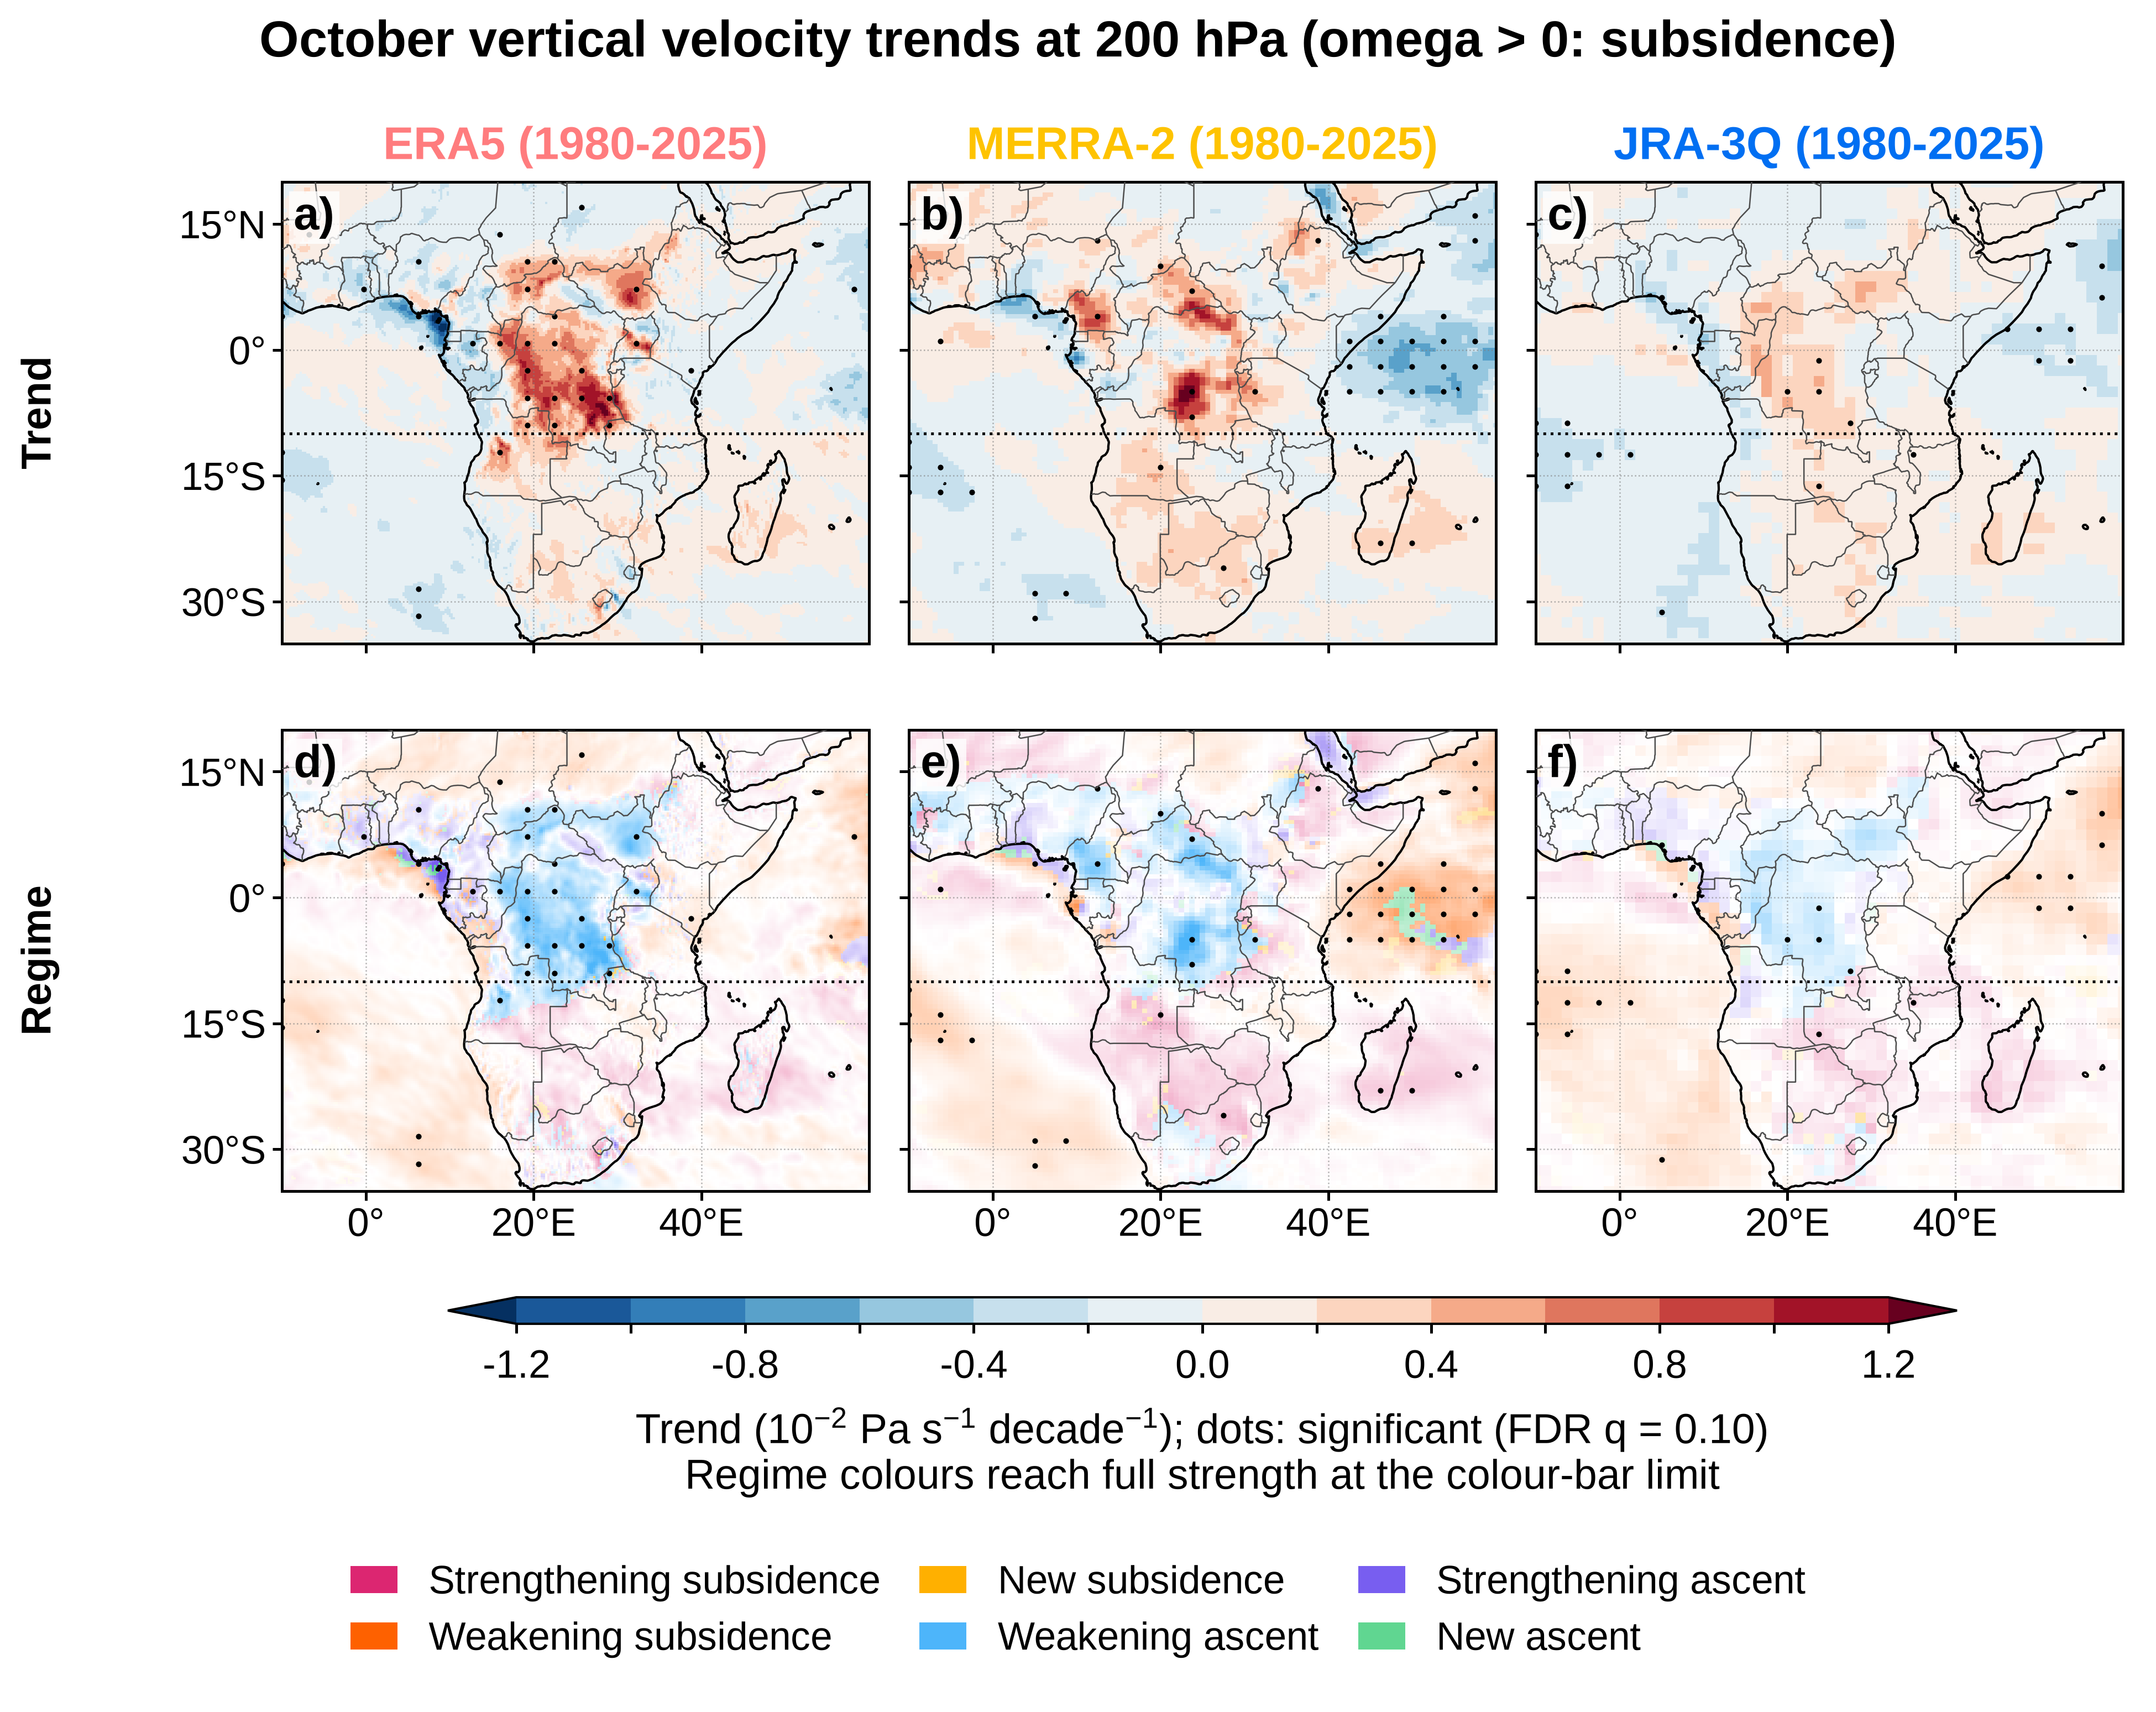 October vertical velocity trends at 200 hPa (omega > 0: subsidence)
ERA5 (1980-2025)
MERRA-2 (1980-2025)
JRA-3Q (1980-2025)
Trend
a)
b)
c)
15°N
0°
15°S
30°S
Regime
d)
e)
f)
15°N
0°
15°S
30°S
0° 20°E 40°E
0° 20°E 40°E
0° 20°E 40°E
-1.2 -0.8 -0.4 0.0 0.4 0.8 1.2
Trend (10⁻² Pa s⁻¹ decade⁻¹); dots: significant (FDR q = 0.10)
Regime colours reach full strength at the colour-bar limit
Strengthening subsidence
New subsidence
Strengthening ascent
Weakening subsidence
Weakening ascent
New ascent